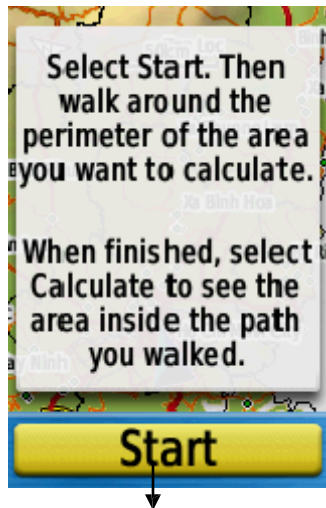 Select Start. Then
walk around the
perimeter of the area
you want to calculate.
When finished, select
Calculate to see the
area inside the path
you walked.
Start